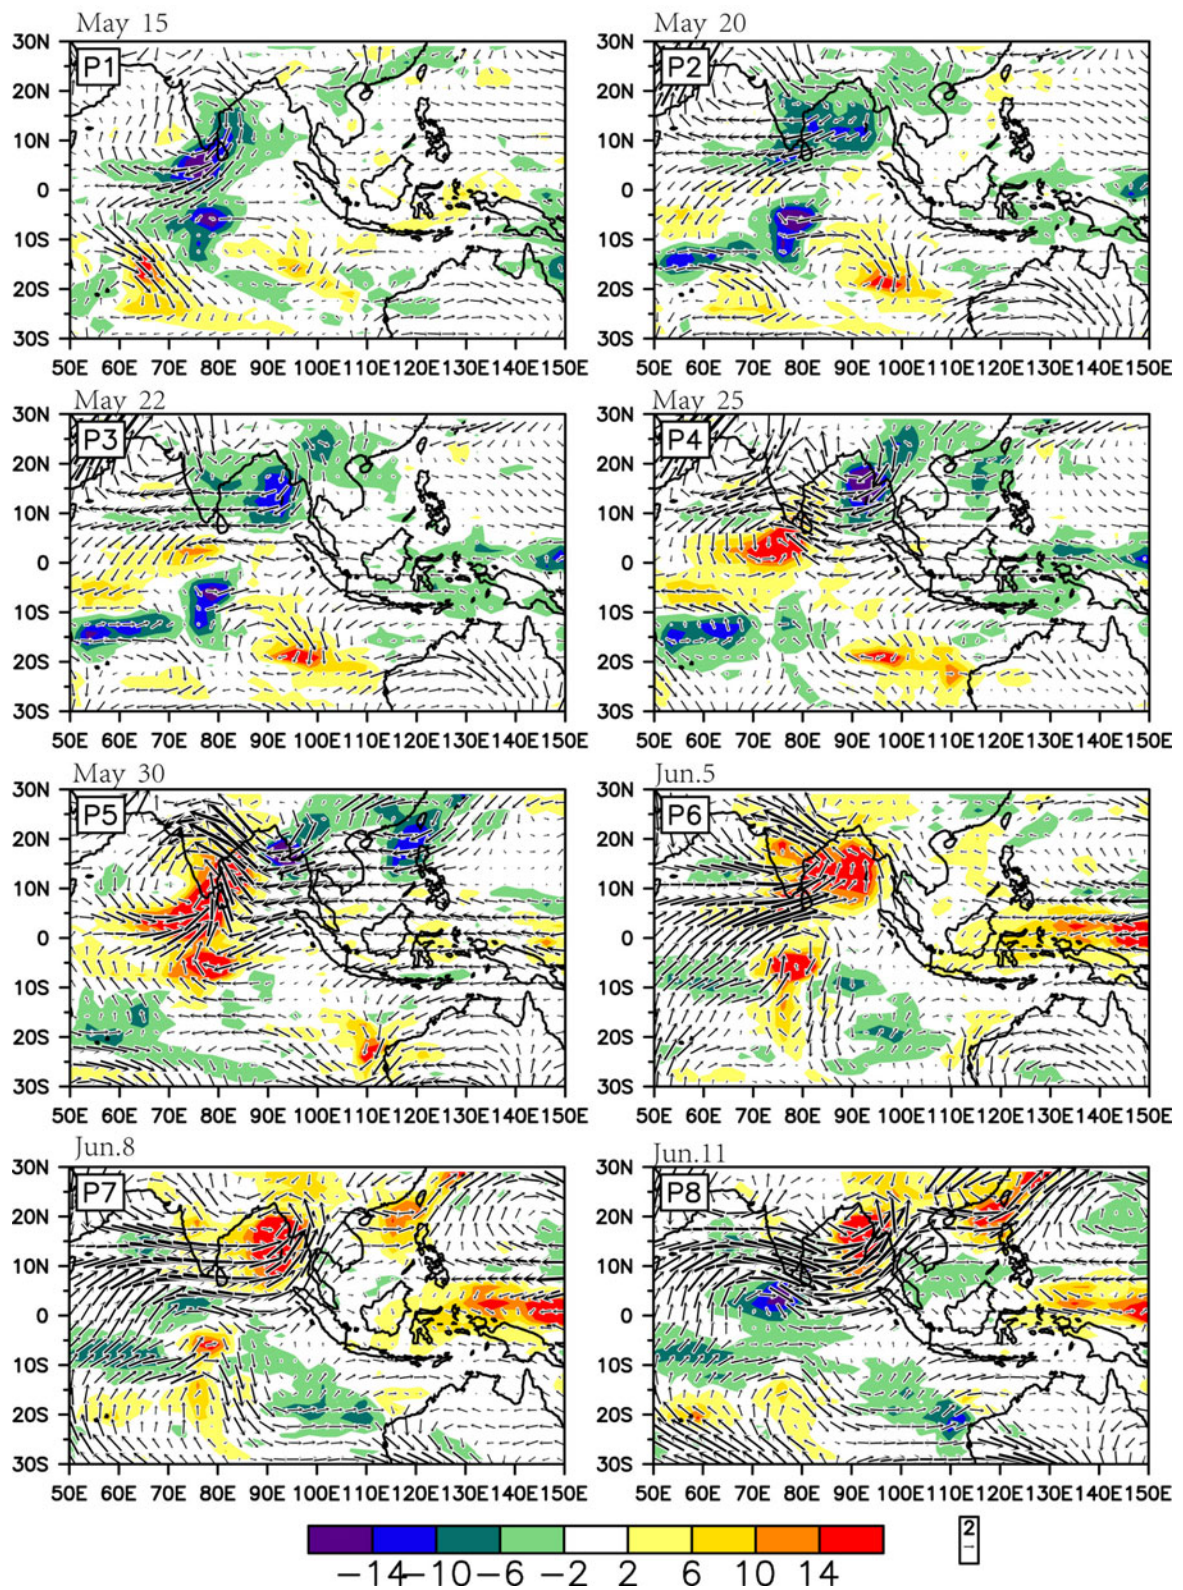 May 15 May 20
30N 30N
P1 P2
20N 20N
10N 10N
0 0
10S 10S
20S 20S
30S 30S
50E 60E 70E 80E 90E 100E 110E 120E 130E 140E 150E 50E 60E 70E 80E 90E 100E 110E 120E 130E 140E 150E
May 22 May 25
30N 30N
P3 P4
20N 20N
10N 10N
0 0
10S 10S
20S 20S
30S 30S
50E 60E 70E 80E 90E 100E 110E 120E 130E 140E 150E 50E 60E 70E 80E 90E 100E 110E 120E 130E 140E 150E
May 30 Jun.5
30N 30N
P5 P6
20N 20N
10N 10N
0 0
10S 10S
20S 20S
30S 30S
50E 60E 70E 80E 90E 100E 110E 120E 130E 140E 150E 50E 60E 70E 80E 90E 100E 110E 120E 130E 140E 150E
Jun.8 Jun.11
30N 30N
P7 P8
20N 20N
10N 10N
0 0
10S 10S
20S 20S
30S 30S
50E 60E 70E 80E 90E 100E 110E 120E 130E 140E 150E 50E 60E 70E 80E 90E 100E 110E 120E 130E 140E 150E
2
−14 −10 −6 −2 2 6 10 14